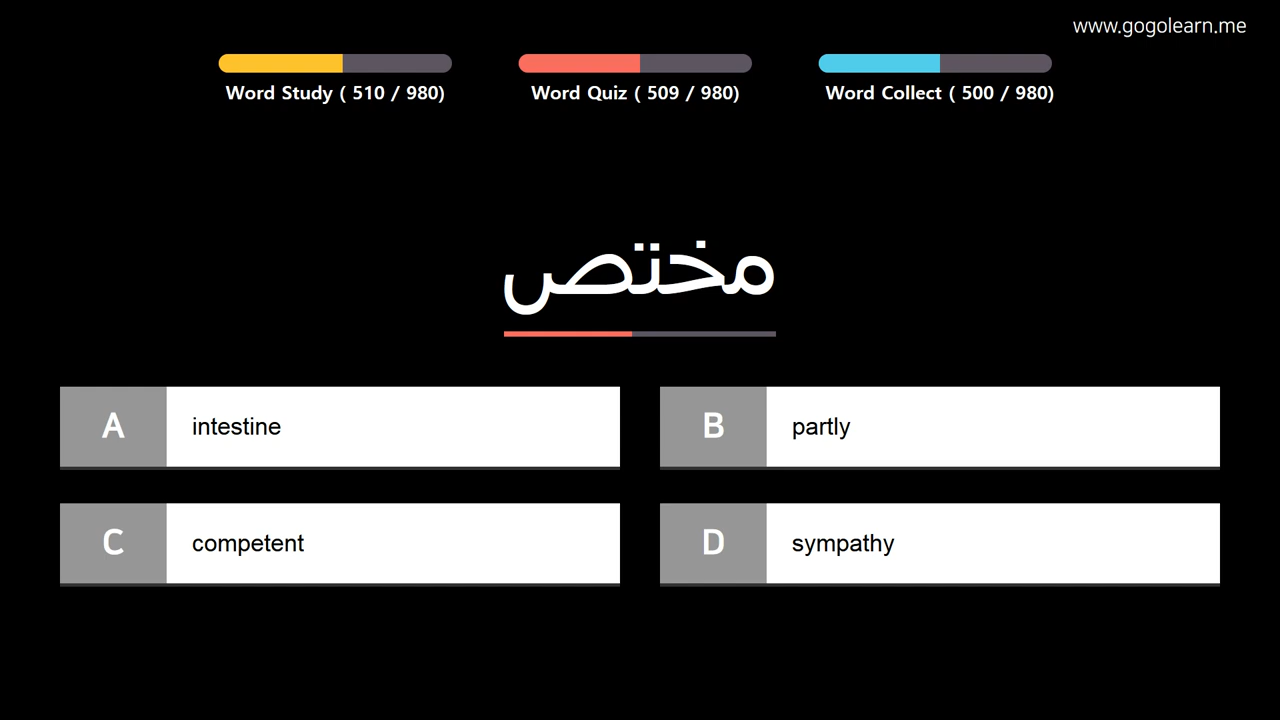 www.gogolearn.me
Word Study ( 510 / 980)
Word Quiz ( 509 / 980)
Word Collect ( 500 / 980)
مختص
A intestine
B partly
C competent
D sympathy